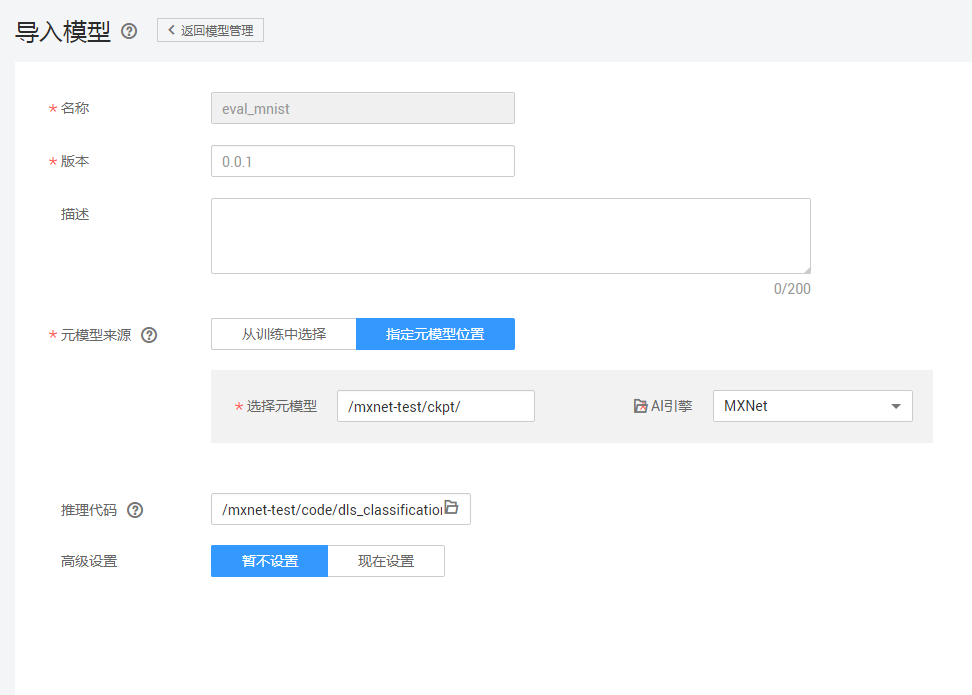 导入模型 ? < 返回模型管理
* 名称 eval_mnist
* 版本 0.0.1
描述
0/200
* 元模型来源 ? 从训练中选择 指定元模型位置
* 选择元模型 /mxnet-test/ckpt/ AI引擎 MXNet
推理代码 ? /mxnet-test/code/dls_classification
高级设置 暂不设置 现在设置